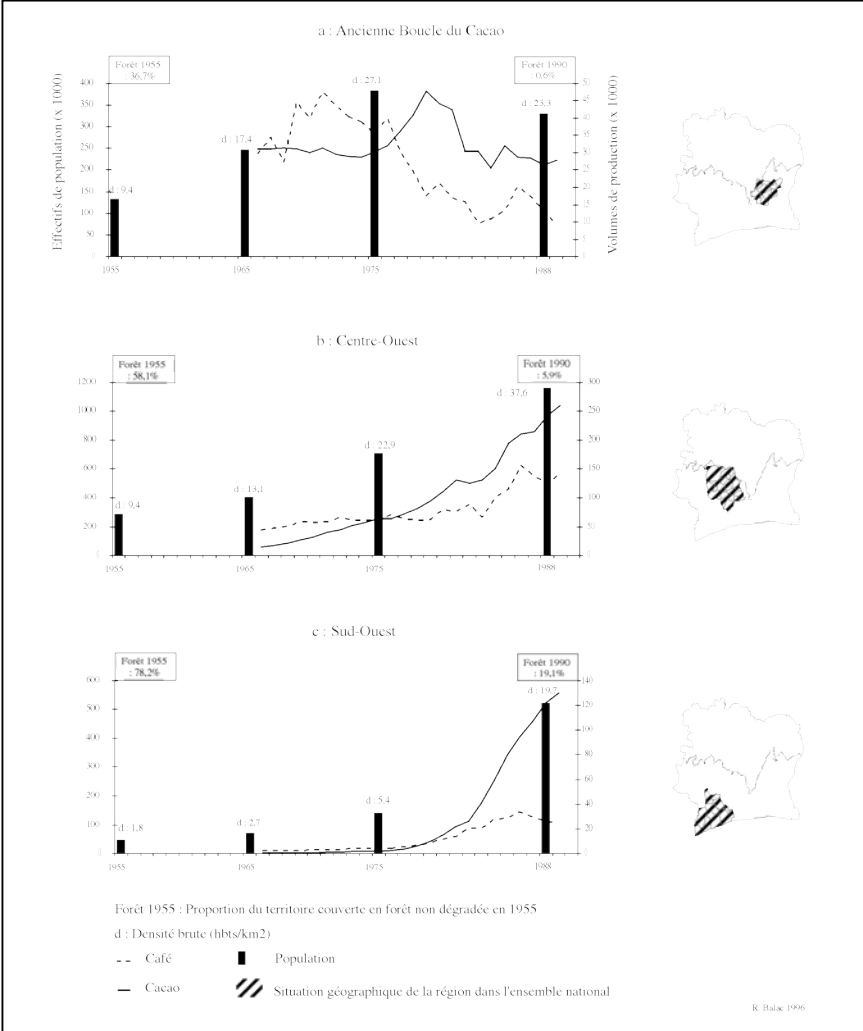 a : Ancienne Boucle du Cacao
Forêt 1955
: 36,7%
Forêt 1990
: 0,6%
Effectifs de population (x 1000)
Volumes de production (x 1000)
400
350
300
250
200
150
100
50
0
d : 9,4
d : 17,4
d : 27,1
d : 23,3
50
45
40
35
30
25
20
15
10
5
0
1955
1965
1975
1988
b : Centre-Ouest
Forêt 1955
: 58,1%
Forêt 1990
: 5,9%
1200
1000
800
600
400
200
0
d : 9,4
d : 13,1
d : 22,9
d : 37,6
300
250
200
150
100
50
0
1955
1965
1975
1988
c : Sud-Ouest
Forêt 1955
: 78,2%
Forêt 1990
: 19,1%
600
500
400
300
200
100
0
d : 1,8
d : 2,7
d : 5,4
d : 19,7
140
120
100
80
60
40
20
0
1955
1965
1975
1988
Forêt 1955 : Proportion du territoire couverte en forêt non dégradée en 1955
d : Densité brute (hbts/km2)
Café
Population
Cacao
Situation géographique de la région dans l'ensemble national
R. Balac 1996